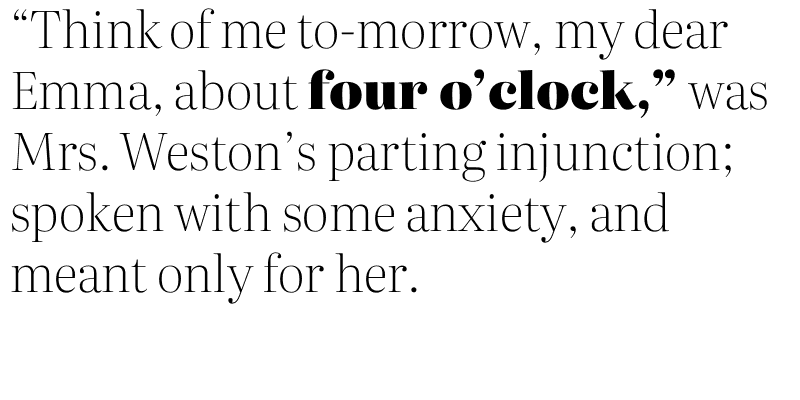 “Think of me to-morrow, my dear
Emma, about four o’clock,” was
Mrs. Weston’s parting injunction;
spoken with some anxiety, and
meant only for her.